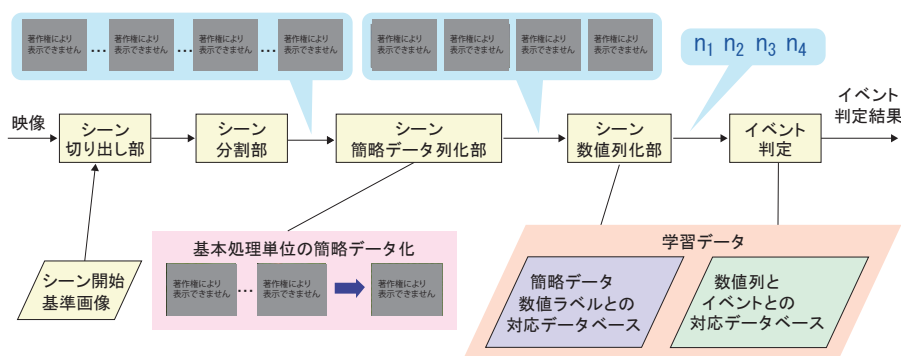 著作権により
表示できません
…
著作権により
表示できません
…
著作権により
表示できません
…
著作権により
表示できません
著作権により
表示できません
著作権により
表示できません
著作権により
表示できません
著作権により
表示できません
n1 n2 n3 n4
映像
シーン
切り出し部
シーン
分割部
シーン
簡略データ列化部
シーン
数値列化部
イベント
判定
イベント
判定結果
シーン開始
基準画像
基本処理単位の簡略データ化
著作権により
表示できません
…
著作権により
表示できません
著作権により
表示できません
学習データ
簡略データ
数値ラベルとの
対応データベース
数値列と
イベントとの
対応データベース